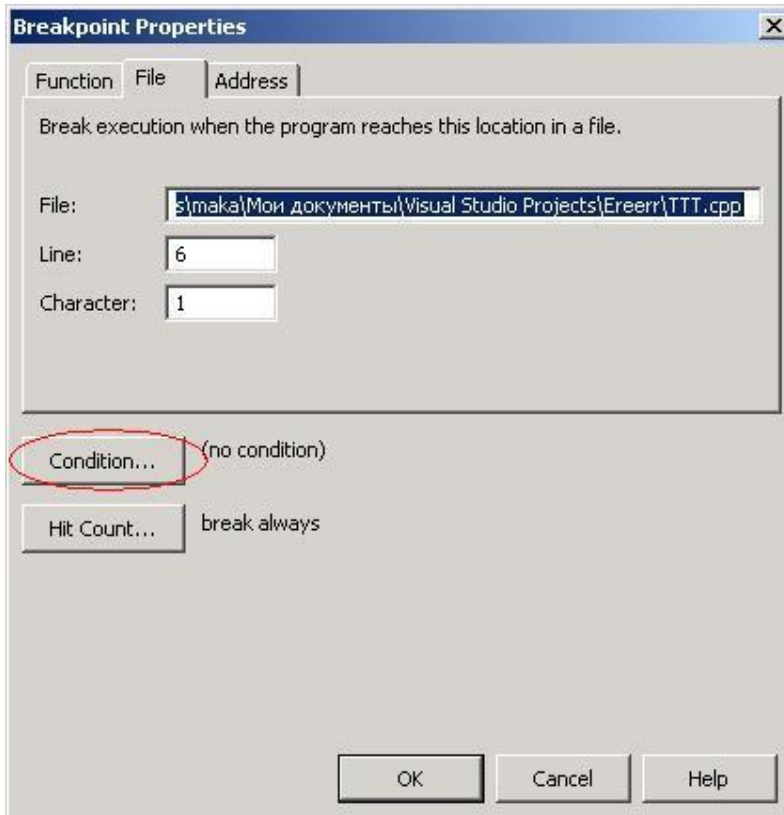 Breakpoint Properties
Function File Address
Break execution when the program reaches this location in a file.
File: s\maka\Мои документы\Visual Studio Projects\Ereerr\TTT.cpp
Line: 6
Character: 1
Condition... (no condition)
Hit Count... break always
OK Cancel Help